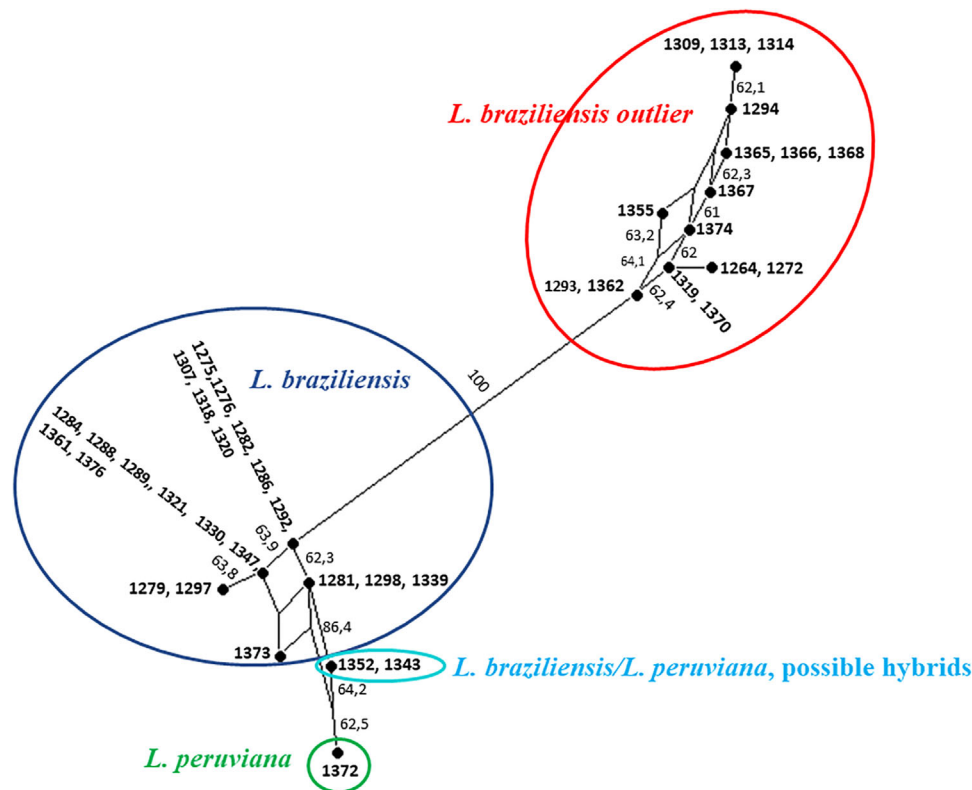 1309, 1313, 1314
62,1
1294
L. braziliensis outlier
1365, 1366, 1368
62,3
1367
1355
61
1374
63,2
62
64,1
1264, 1272
1293, 1362
62,4
1319, 1370
100
L. braziliensis
1275,1276, 1282, 1286, 1292,
1307, 1318, 1320
1284, 1288, 1289,, 1321, 1330, 1347,
1361, 1376
63,9
62,3
63,8
1279, 1297
1281, 1298, 1339
86,4
1373
1352, 1343
L. braziliensis/L. peruviana, possible hybrids
64,2
62,5
L. peruviana
1372